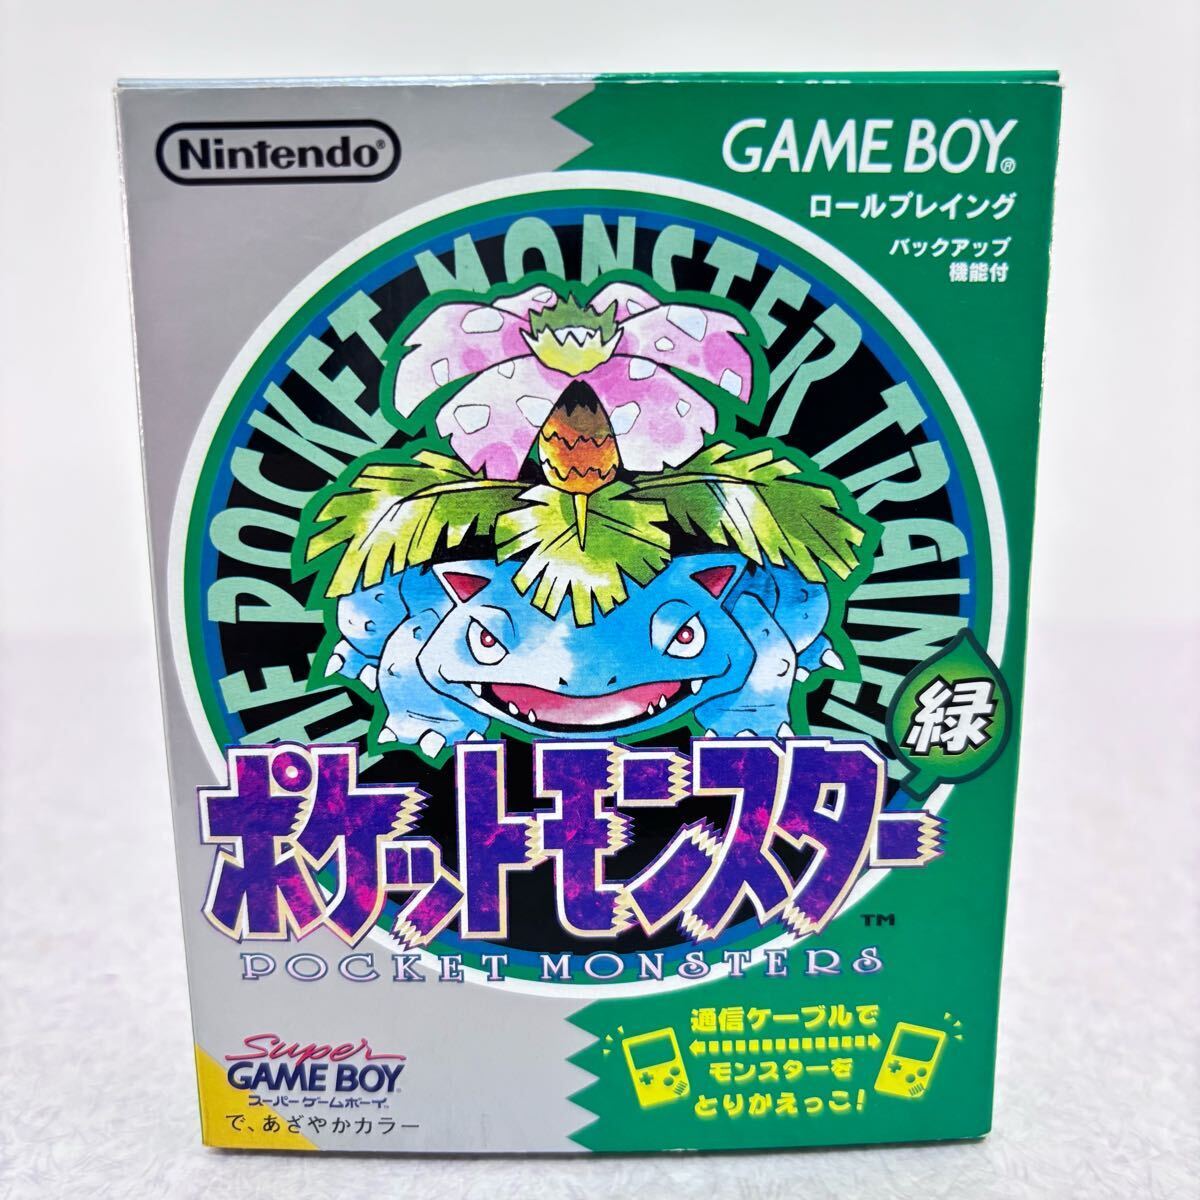 Nintendo®
GAME BOY®
ロールプレイング
バックアップ
機能付
THE POCKET MONSTER TRAINER
緑
ポケットモンスター
TM
POCKET MONSTERS
Super
GAME BOY
スーパーゲームボーイ
で、あざやかカラー
通信ケーブルで
モンスターを
とりかえっこ!